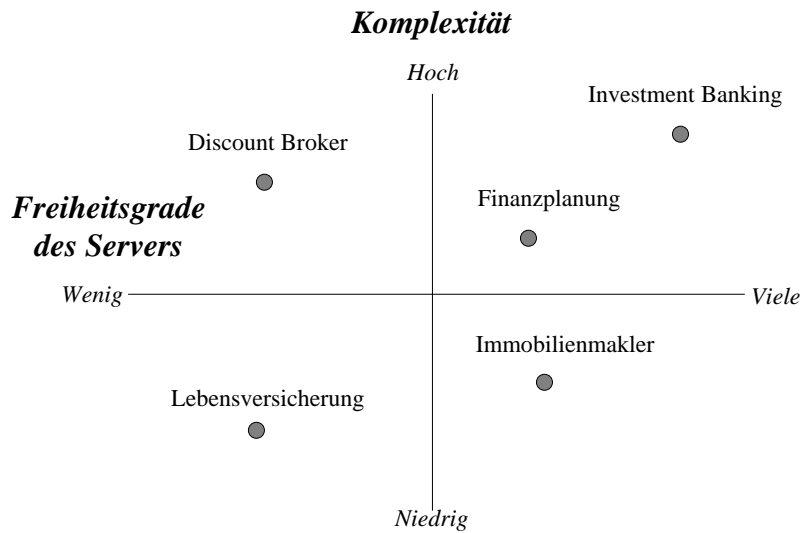 Komplexität
Hoch
Investment Banking
Discount Broker
Finanzplanung
Freiheitsgrade
des Servers
Wenig
Viele
Immobilienmakler
Lebensversicherung
Niedrig